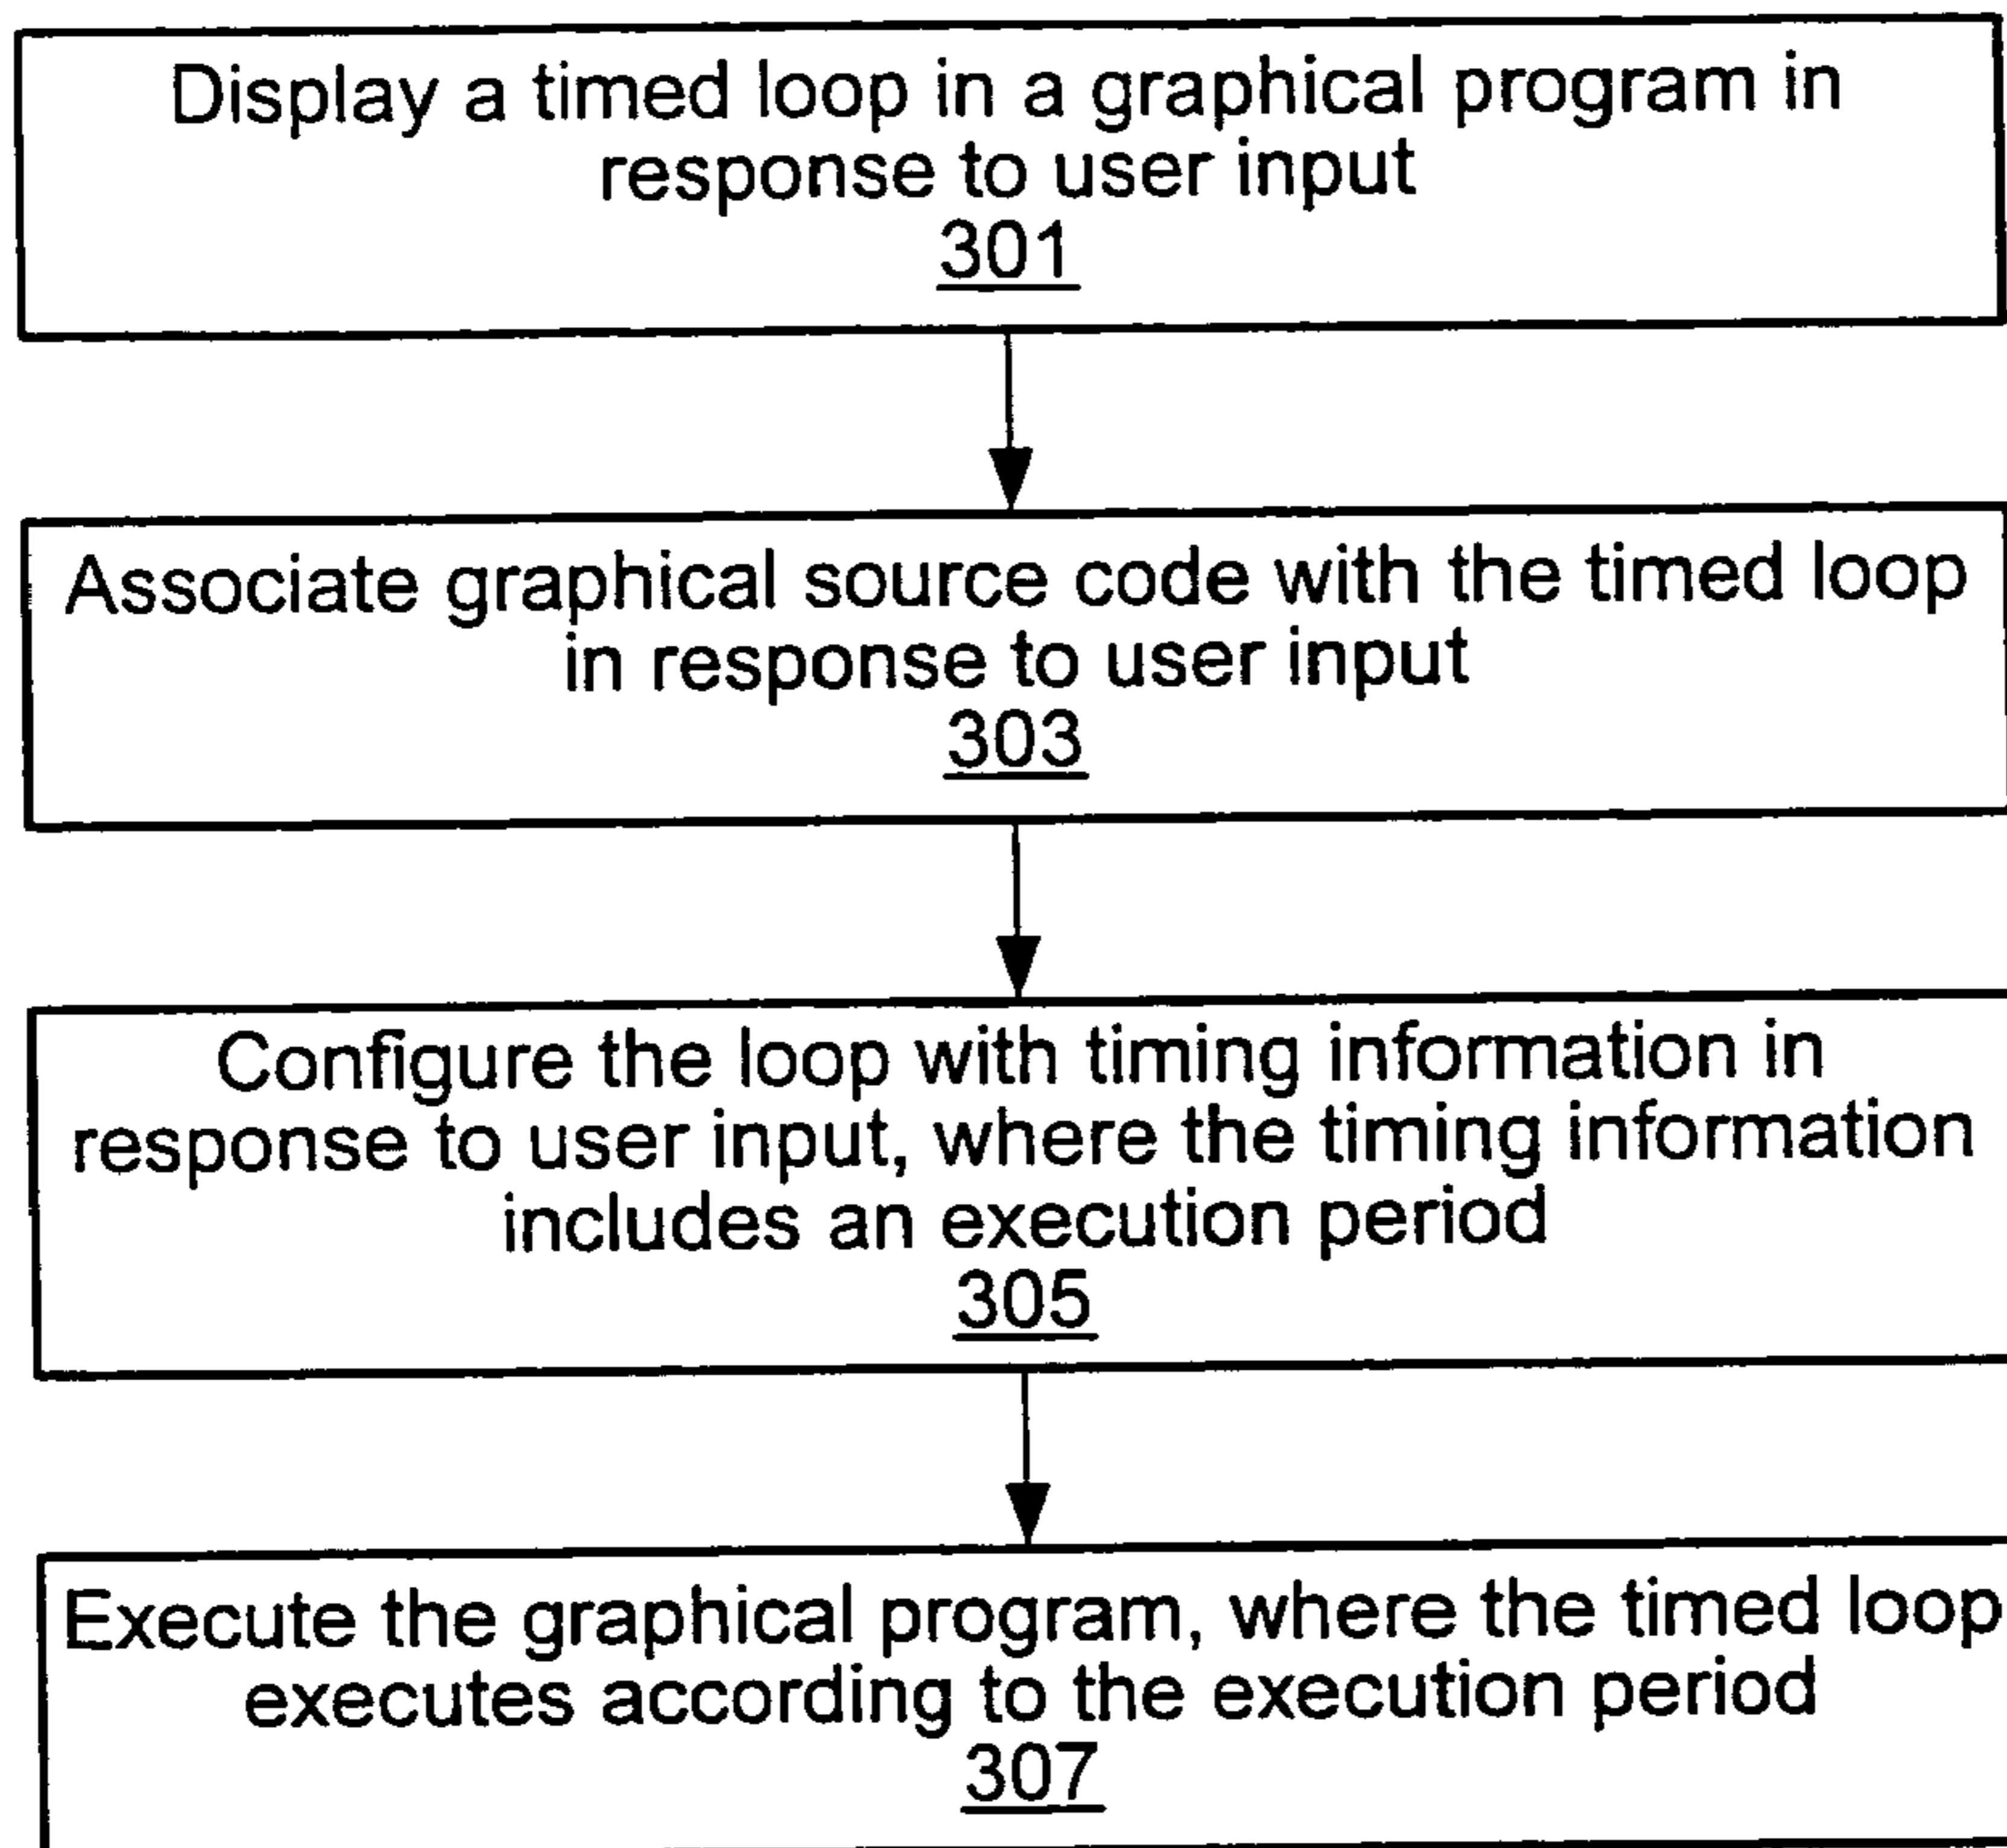 Display a timed loop in a graphical program in
response to user input
301
Associate graphical source code with the timed loop
in response to user input
303
Configure the loop with timing information in
response to user input, where the timing information
includes an execution period
305
Execute the graphical program, where the timed loop
executes according to the execution period
307